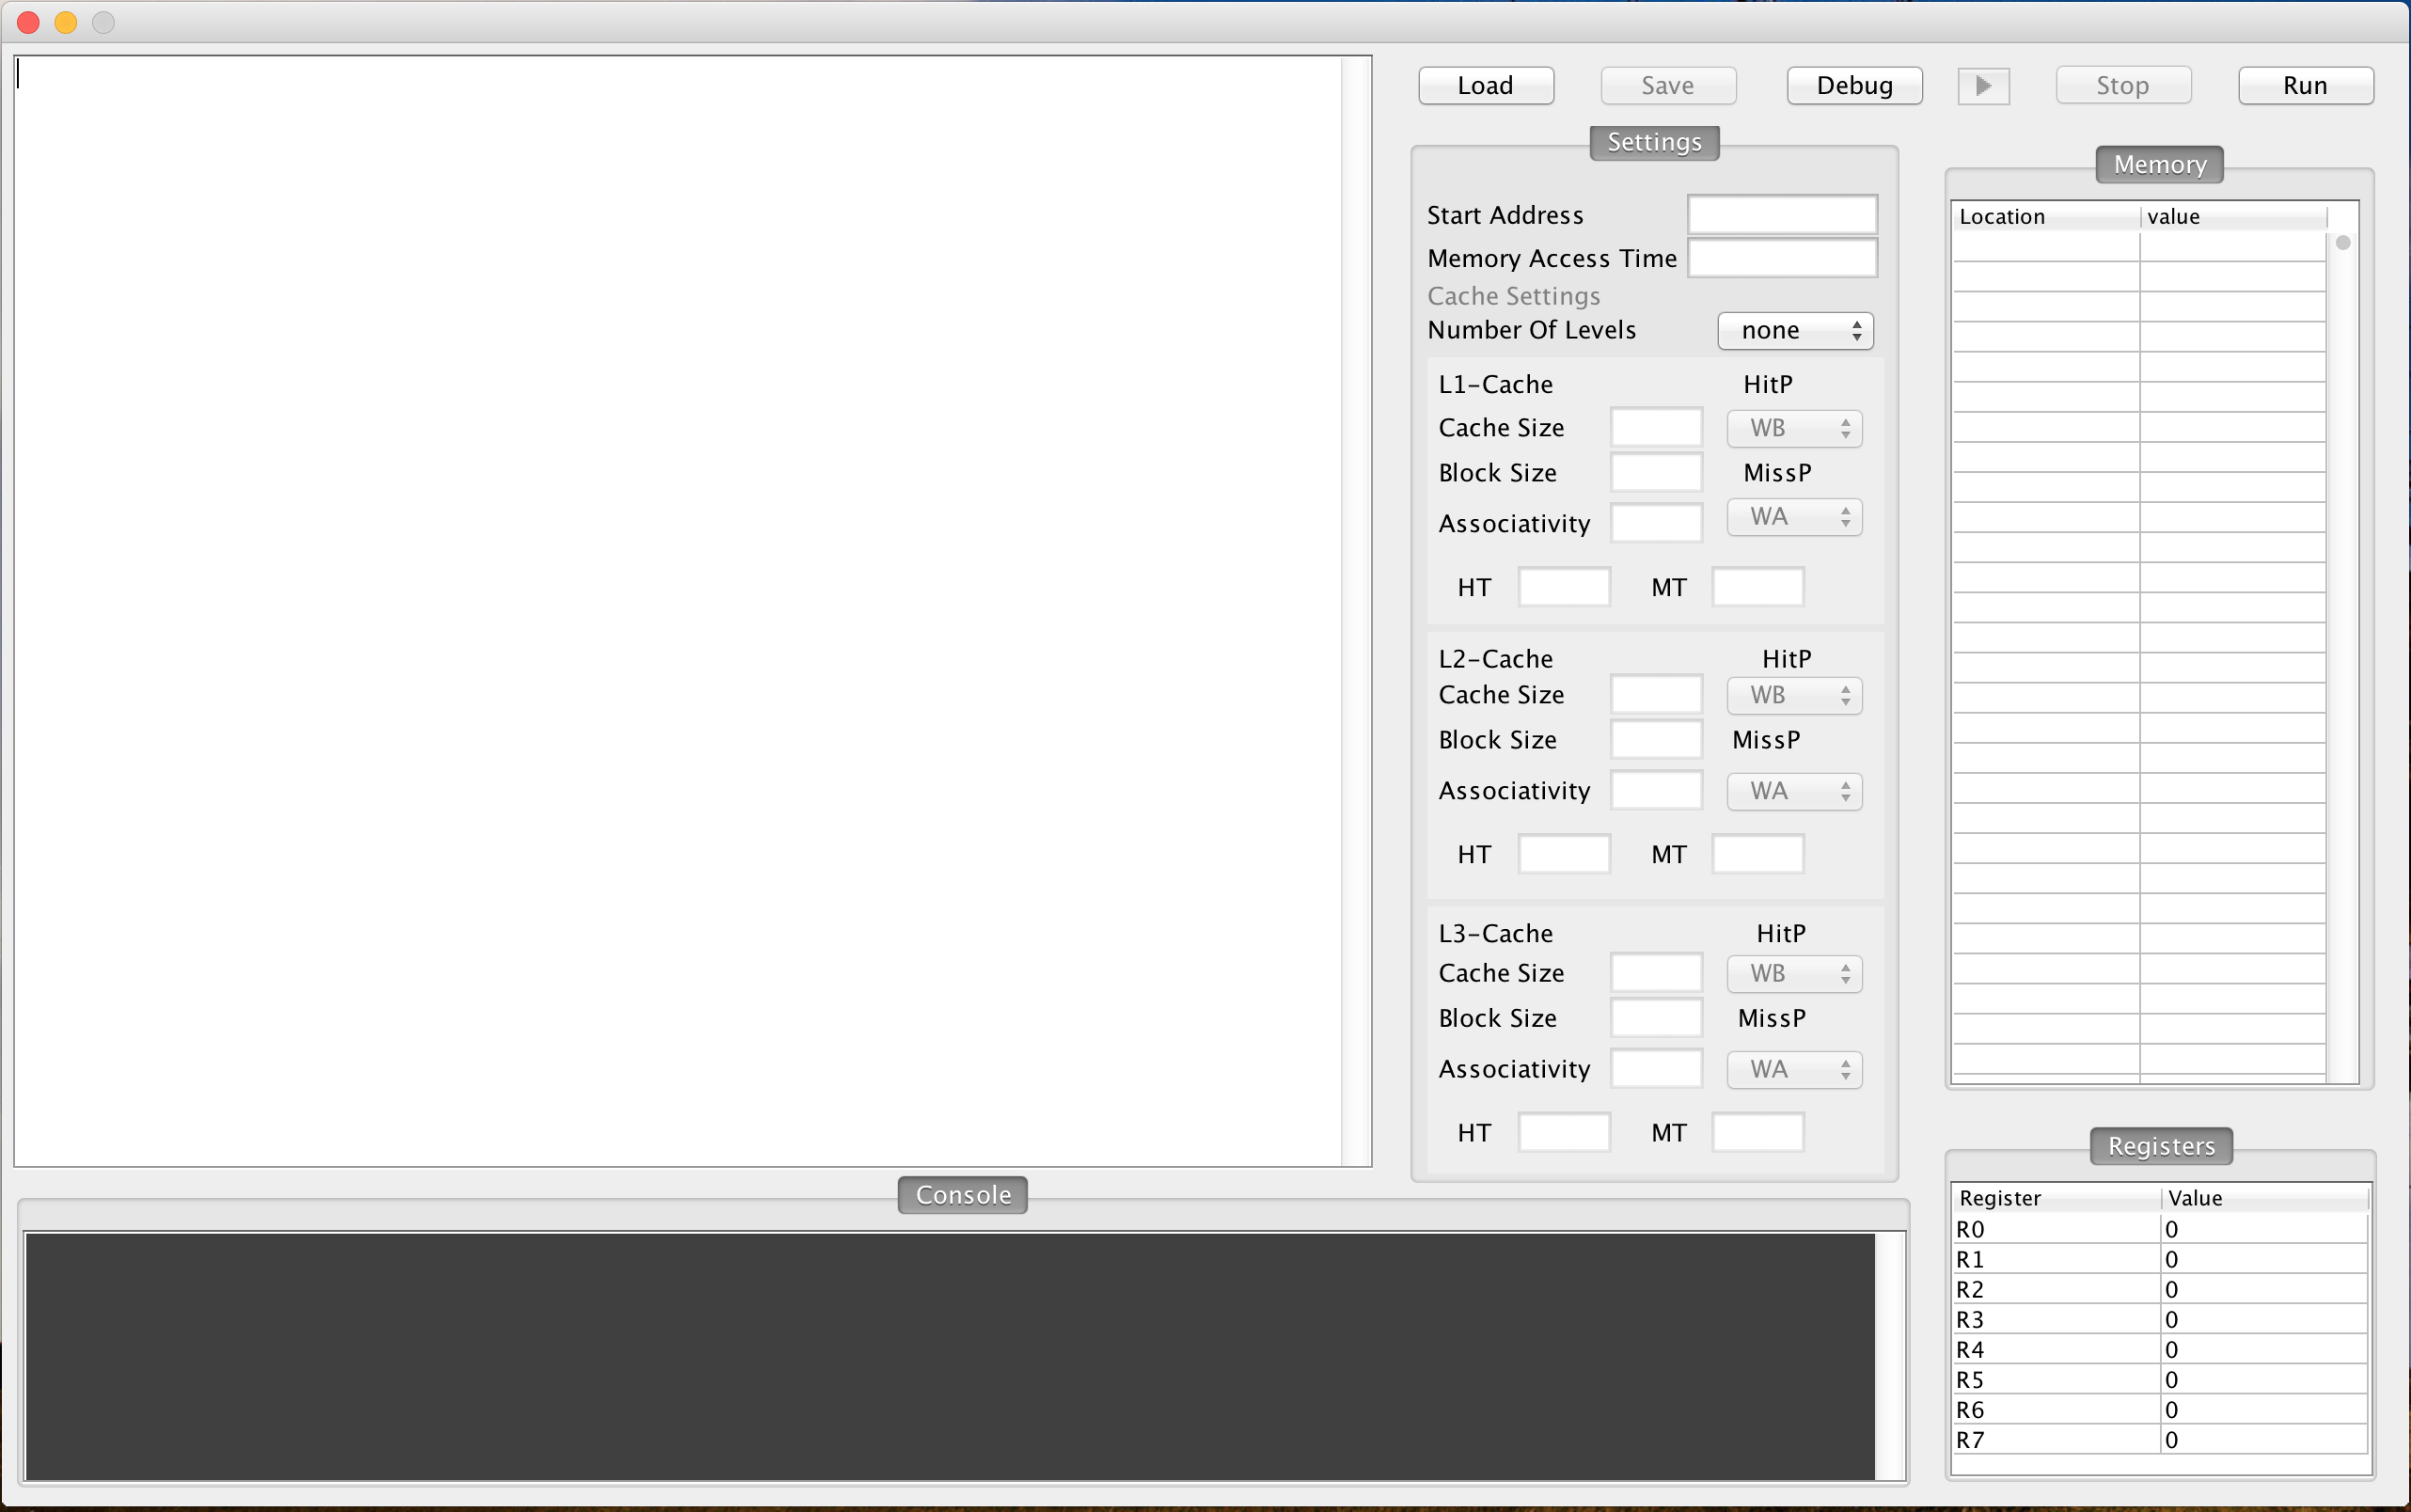 Load Save Debug Stop Run
Settings
Start Address
Memory Access Time
Cache Settings
Number Of Levels none
L1-Cache HitP
Cache Size WB
Block Size MissP
Associativity WA
HT MT
L2-Cache HitP
Cache Size WB
Block Size MissP
Associativity WA
HT MT
L3-Cache HitP
Cache Size WB
Block Size MissP
Associativity WA
HT MT
Memory
Location value
Console
Registers
Register Value
R0 0
R1 0
R2 0
R3 0
R4 0
R5 0
R6 0
R7 0